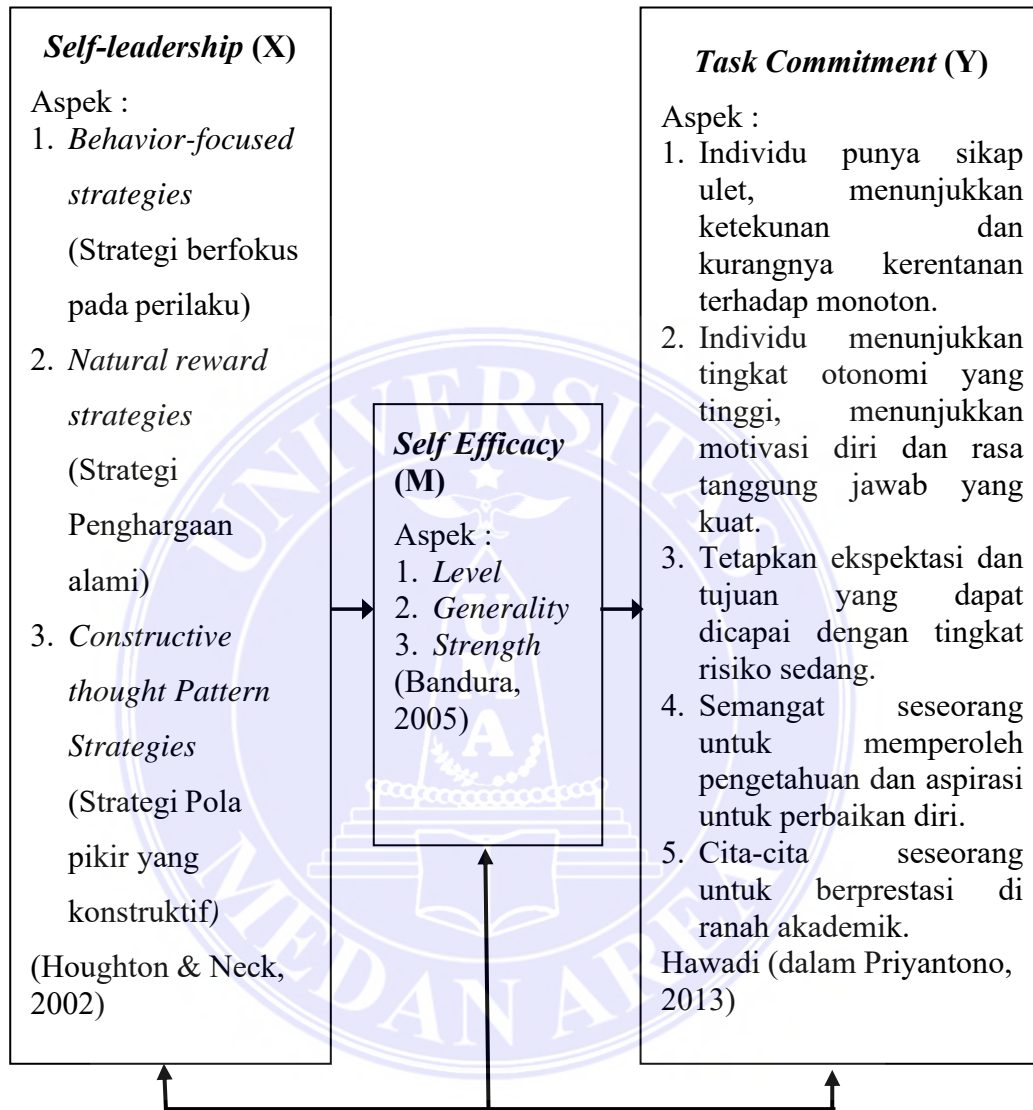 Self-leadership (X)
Aspek :
1. Behavior-focused
strategies
(Strategi berfokus
pada perilaku)
2. Natural reward
strategies
(Strategi
Penghargaan
alami)
3. Constructive
thought Pattern
Strategies
(Strategi Pola
pikir yang
konstruktif)
(Houghton & Neck,
2002)
Self Efficacy
(M)
Aspek :
1. Level
2. Generality
3. Strength
(Bandura,
2005)
Task Commitment (Y)
Aspek :
1. Individu punya sikap
ulet, menunjukkan
ketekunan dan
kurangnya kerentanan
terhadap monoton.
2. Individu menunjukkan
tingkat otonomi yang
tinggi, menunjukkan
motivasi diri dan rasa
tanggung jawab yang
kuat.
3. Tetapkan ekspektasi dan
tujuan yang dapat
dicapai dengan tingkat
risiko sedang.
4. Semangat seseorang
untuk memperoleh
pengetahuan dan aspirasi
untuk perbaikan diri.
5. Cita-cita seseorang
untuk berprestasi di
ranah akademik.
Hawadi (dalam Priyantono,
2013)
UNIVERSITAS
MEDAN AREA
U
M
A